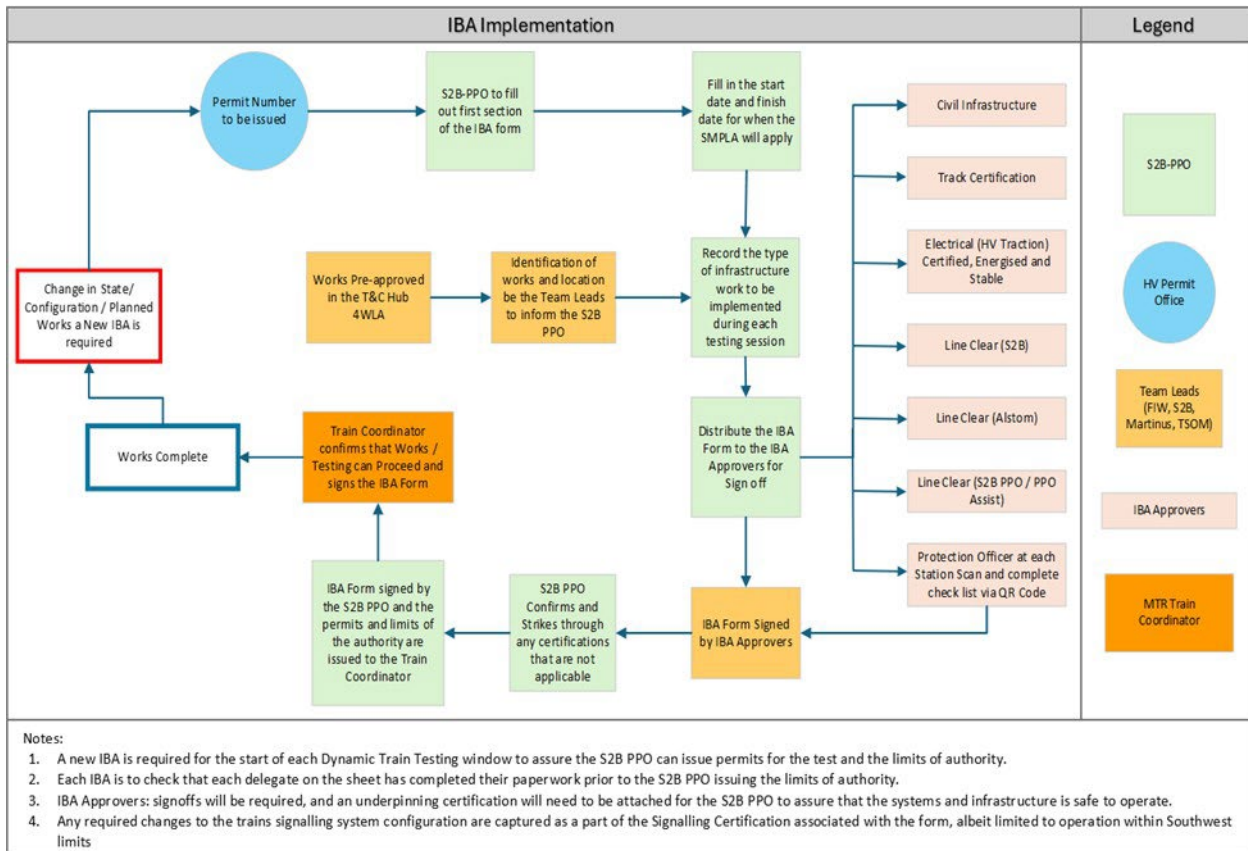 IBA Implementation
Legend
Permit Number
to be issued
S2B-PPO to fill
out first section
of the IBA form
Fill in the start
date and finish
date for when the
SMPLA will apply
Civil Infrastructure
Track Certification
Electrical (HV Traction)
Certified, Energised and
Stable
Line Clear (S2B)
Line Clear (Alstom)
Line Clear (S2B PPO / PPO
Assist)
Protection Officer at each
Station Scan and complete
check list via QR Code
Works Pre-approved
in the T&C Hub
4WLA
Identification of
works and location
be the Team Leads
to inform the S2B
PPO
Record the type
of infrastructure
work to be
implemented
during each
testing session
Change in State/
Configuration / Planned
Works a New IBA is
required
Works Complete
Train Coordinator
confirms that Works /
Testing can Proceed and
signs the IBA Form
Distribute the IBA
Form to the IBA
Approvers for
Sign off
IBA Form signed by
the S2B PPO and the
permits and limits of
the authority are
issued to the Train
Coordinator
S2B PPO
Confirms and
Strikes through
any certifications
that are not
applicable
IBA Form Signed
by IBA Approvers
S2B-PPO
HV Permit
Office
Team Leads
(FIW, S2B,
Martinus, TSOM)
IBA Approvers
MTR Train
Coordinator
Notes:
1. A new IBA is required for the start of each Dynamic Train Testing window to assure the S2B PPO can issue permits for the test and the limits of authority.
2. Each IBA is to check that each delegate on the sheet has completed their paperwork prior to the S2B PPO issuing the limits of authority.
3. IBA Approvers: signoffs will be required, and an underpinning certification will need to be attached for the S2B PPO to assure that the systems and infrastructure is safe to operate.
4. Any required changes to the trains signalling system configuration are captured as a part of the Signalling Certification associated with the form, albeit limited to operation within Southwest
limits